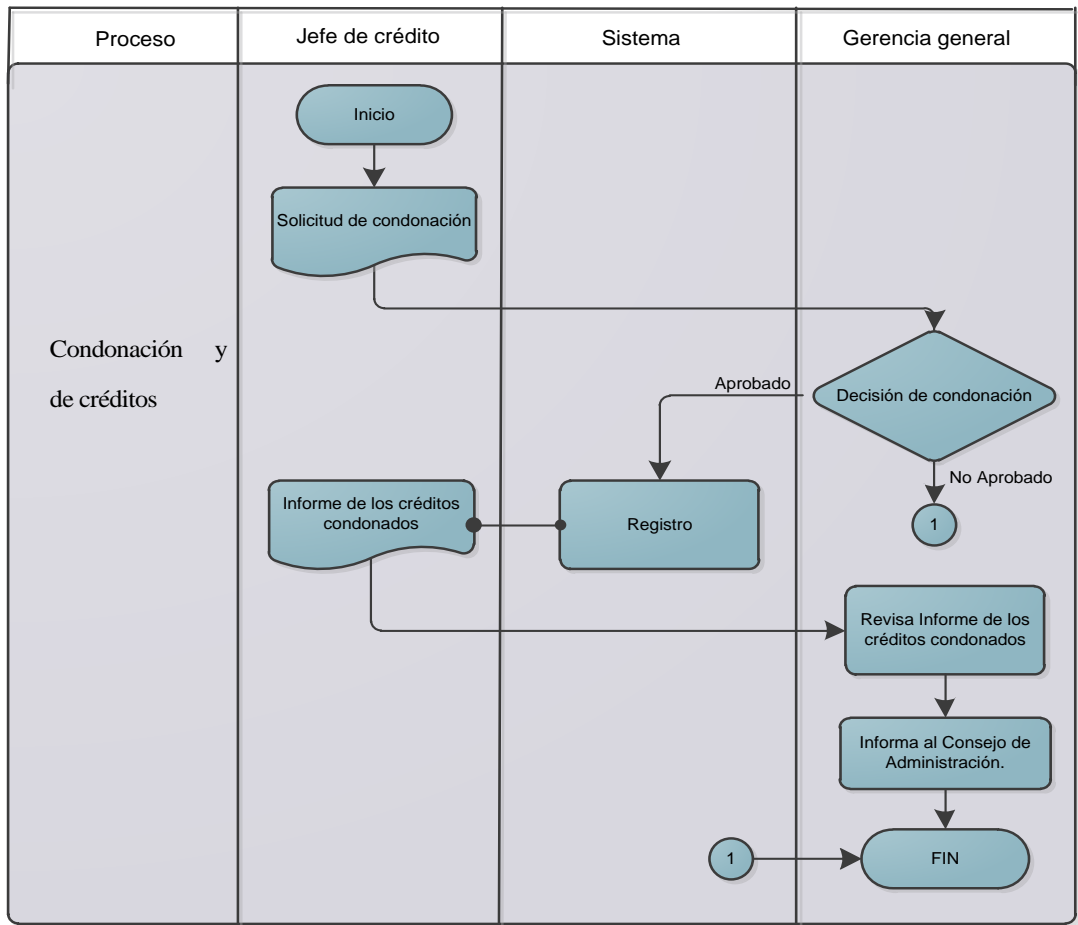 Proceso
Jefe de crédito
Sistema
Gerencia general
Inicio
Solicitud de condonación
Condonación y
de créditos
Aprobado
Decisión de condonación
No Aprobado
1
Informe de los créditos
condonados
Registro
Revisa Informe de los
créditos condonados
Informa al Consejo de
Administración.
1
FIN